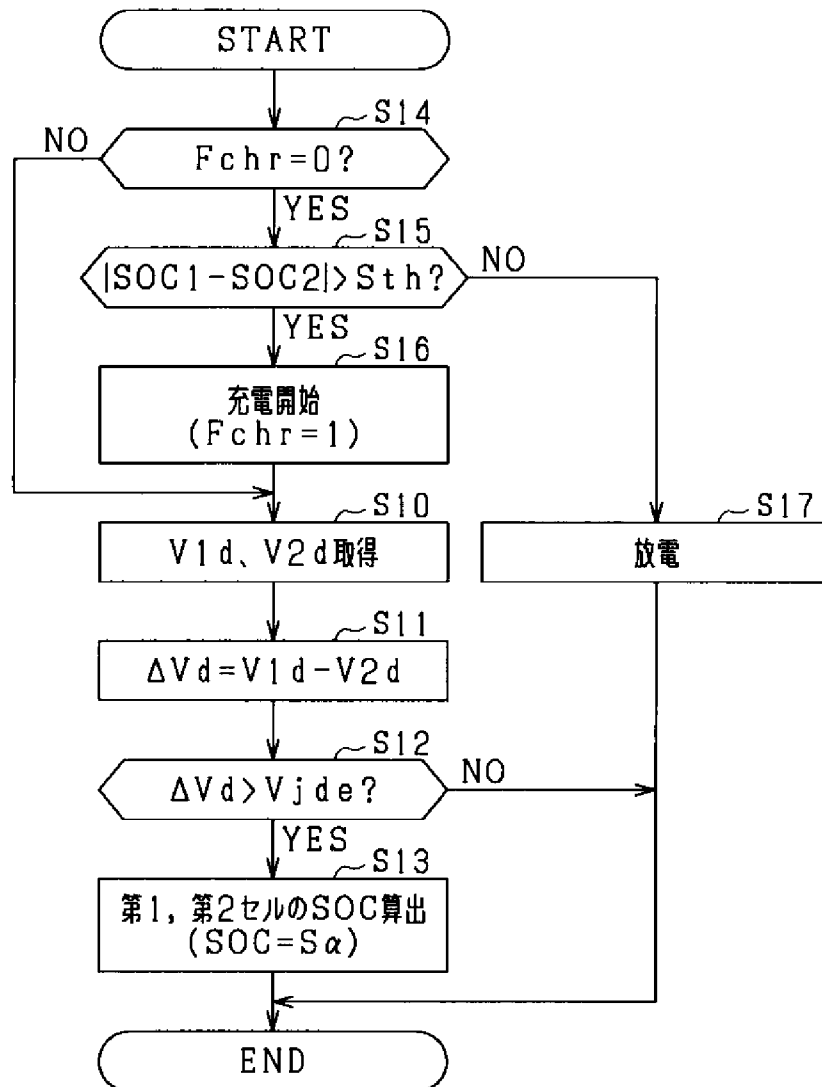 START
S14
NO
Fchr=0?
YES
S15
|SOC1-SOC2|>Sth?
NO
YES
S16
充電開始
(Fchr=1)
S10
V1d、V2d取得
S17
放電
S11
ΔVd=V1d-V2d
S12
ΔVd>Vjde?
NO
YES
S13
第1,第2セルのSOC算出
(SOC=Sα)
END